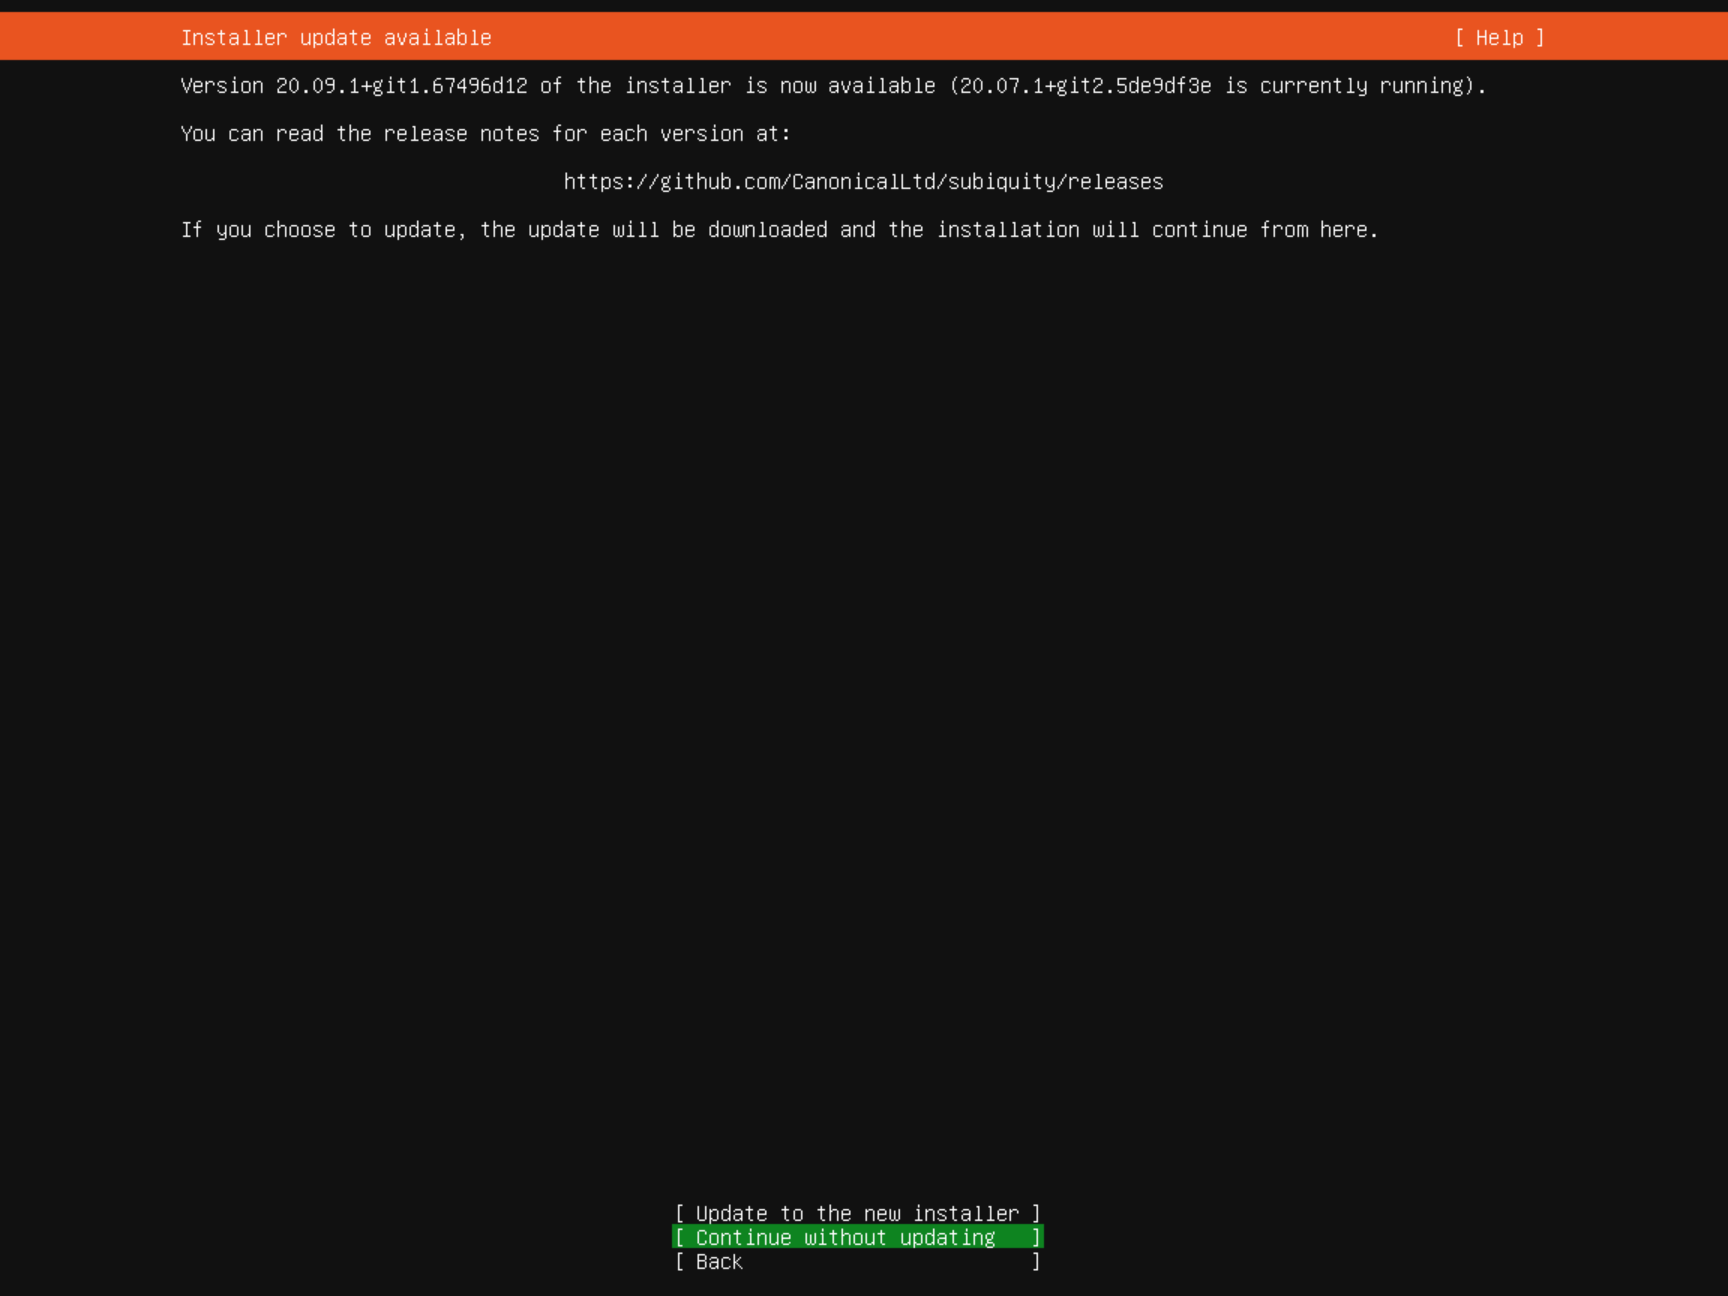 Installer update available [ Help ]
Version 20.09.1+git1.67496d12 of the installer is now available (20.07.1+git2.5de9df3e is currently running).
You can read the release notes for each version at:
https://github.com/CanonicalLtd/subiquity/releases
If you choose to update, the update will be downloaded and the installation will continue from here.
[ Update to the new installer ]
[ Continue without updating ]
[ Back ]